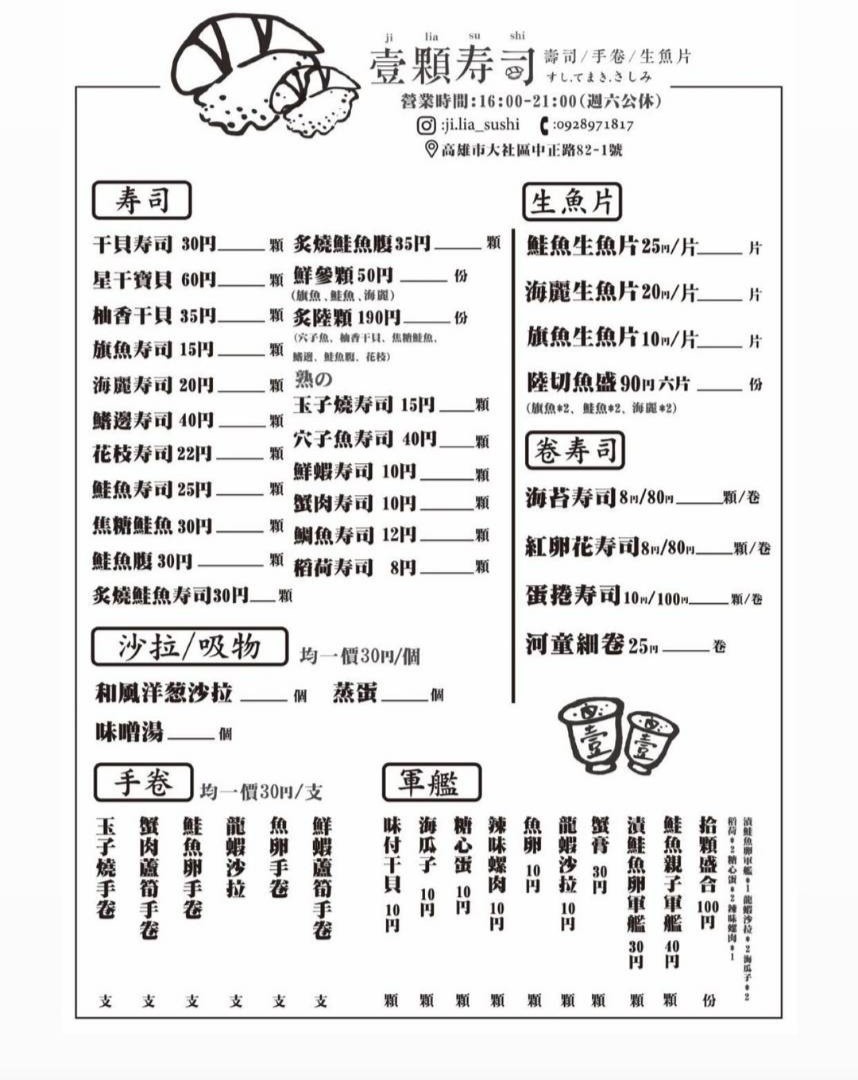 ji lia su shi
壹顆寿司
壽司/手卷/生魚片
すし.てまき.さしみ
營業時間:16:00-21:00(週六公休)
:ji.lia_sushi :0928971817
高雄市大社區中正路82-1號
寿司
干貝寿司 30円_____ 顆
星干寶貝 60円_____ 顆
柚香干貝 35円_____ 顆
旗魚寿司 15円_____ 顆
海麗寿司 20円_____ 顆
鰭邊寿司 40円_____ 顆
花枝寿司 22円_____ 顆
鮭魚寿司 25円_____ 顆
焦糖鮭魚 30円_____ 顆
鮭魚腹 30円_____ 顆
炙燒鮭魚寿司30円___ 顆
炙燒鮭魚腹35円_____ 顆
鮮參顆 50円 _____ 份
(旗魚、鮭魚、海麗)
炙陸顆 190円_____ 份
(穴子魚、柚香干貝、焦糖鮭魚、
鰭邊、鮭魚腹、花枝)
熟の
玉子燒寿司 15円____顆
穴子魚寿司 40円____顆
鮮蝦寿司 10円 _____顆
蟹肉寿司 10円 _____顆
鯛魚寿司 12円_____顆
稻荷寿司 8円_____顆
生魚片
鮭魚生魚片25円/片____ 片
海麗生魚片20円/片____ 片
旗魚生魚片10円/片____ 片
陸切魚盛 90円 六片 ____ 份
(旗魚*2、鮭魚*2、海麗*2)
卷寿司
海苔寿司8円/80円_____顆/卷
紅卵花寿司8円/80円____顆/卷
蛋捲寿司10円/100円____顆/卷
河童細卷 25円_____ 卷
沙拉/吸物 均一價30円/個
和風洋葱沙拉 _____ 個
蒸蛋_____個
味噌湯_____個
手卷 均一價30円/支
玉子燒手卷 支
蟹肉蘆筍手卷 支
鮭魚卵手卷 支
龍蝦沙拉 支
魚卵手卷 支
鮮蝦蘆筍手卷 支
軍艦
味付干貝 10円 顆
海瓜子 10円 顆
糖心蛋 10円 顆
辣味螺肉 10円 顆
魚卵 10円 顆
龍蝦沙拉 10円 顆
蟹膏 30円 顆
漬鮭魚卵軍艦 30円 顆
鮭魚親子軍艦 40円 顆
拾顆盛合 100円 份
漬鮭魚卵軍艦*1 龍蝦沙拉*2 海瓜子*2
稻荷*2 糖心蛋*2 辣味螺肉*1
壹
壹